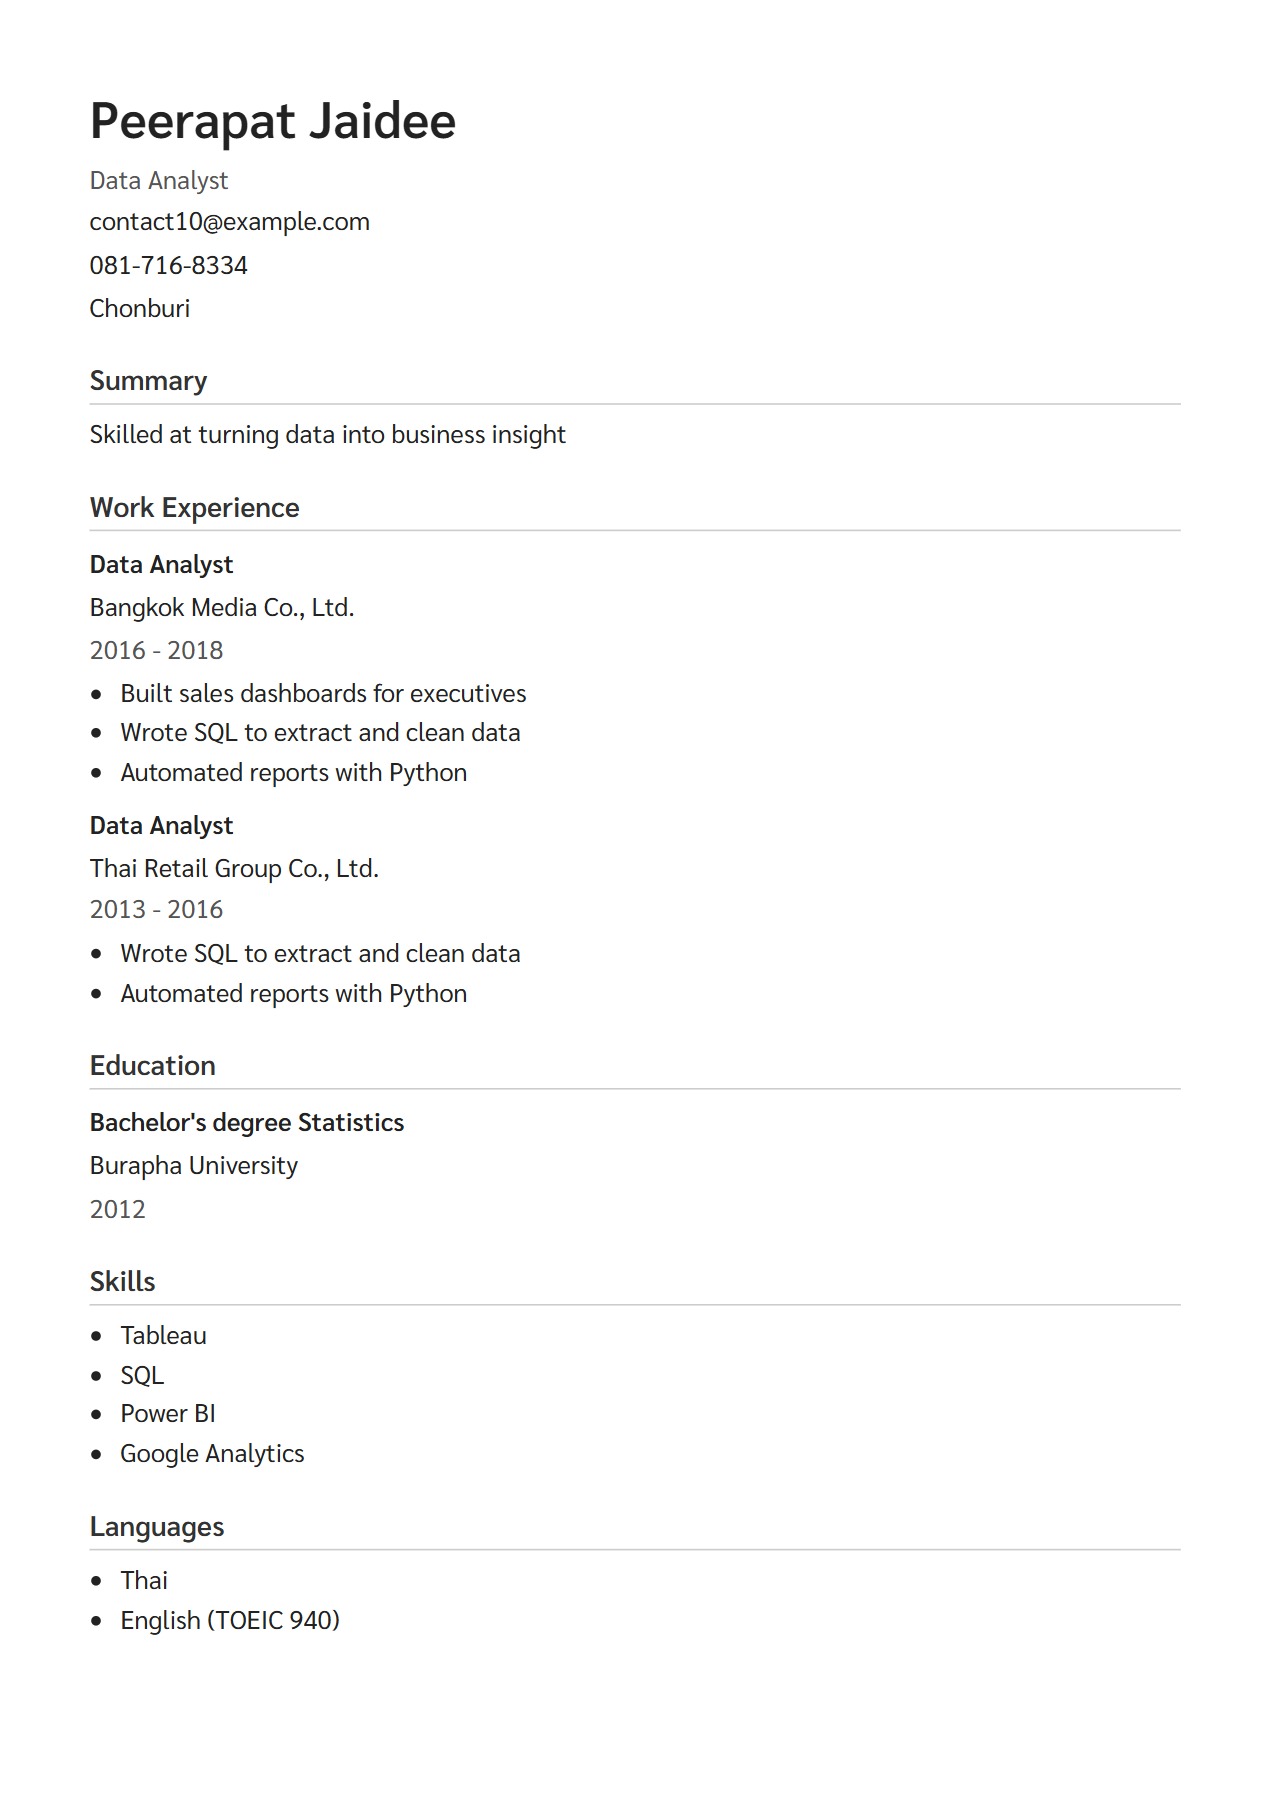 Peerapat Jaidee
Data Analyst
contact10@example.com
081-716-8334
Chonburi
Summary
Skilled at turning data into business insight
Work Experience
Data Analyst
Bangkok Media Co., Ltd.
2016 - 2018
• Built sales dashboards for executives
• Wrote SQL to extract and clean data
• Automated reports with Python
Data Analyst
Thai Retail Group Co., Ltd.
2013 - 2016
• Wrote SQL to extract and clean data
• Automated reports with Python
Education
Bachelor's degree Statistics
Burapha University
2012
Skills
• Tableau
• SQL
• Power BI
• Google Analytics
Languages
• Thai
• English (TOEIC 940)